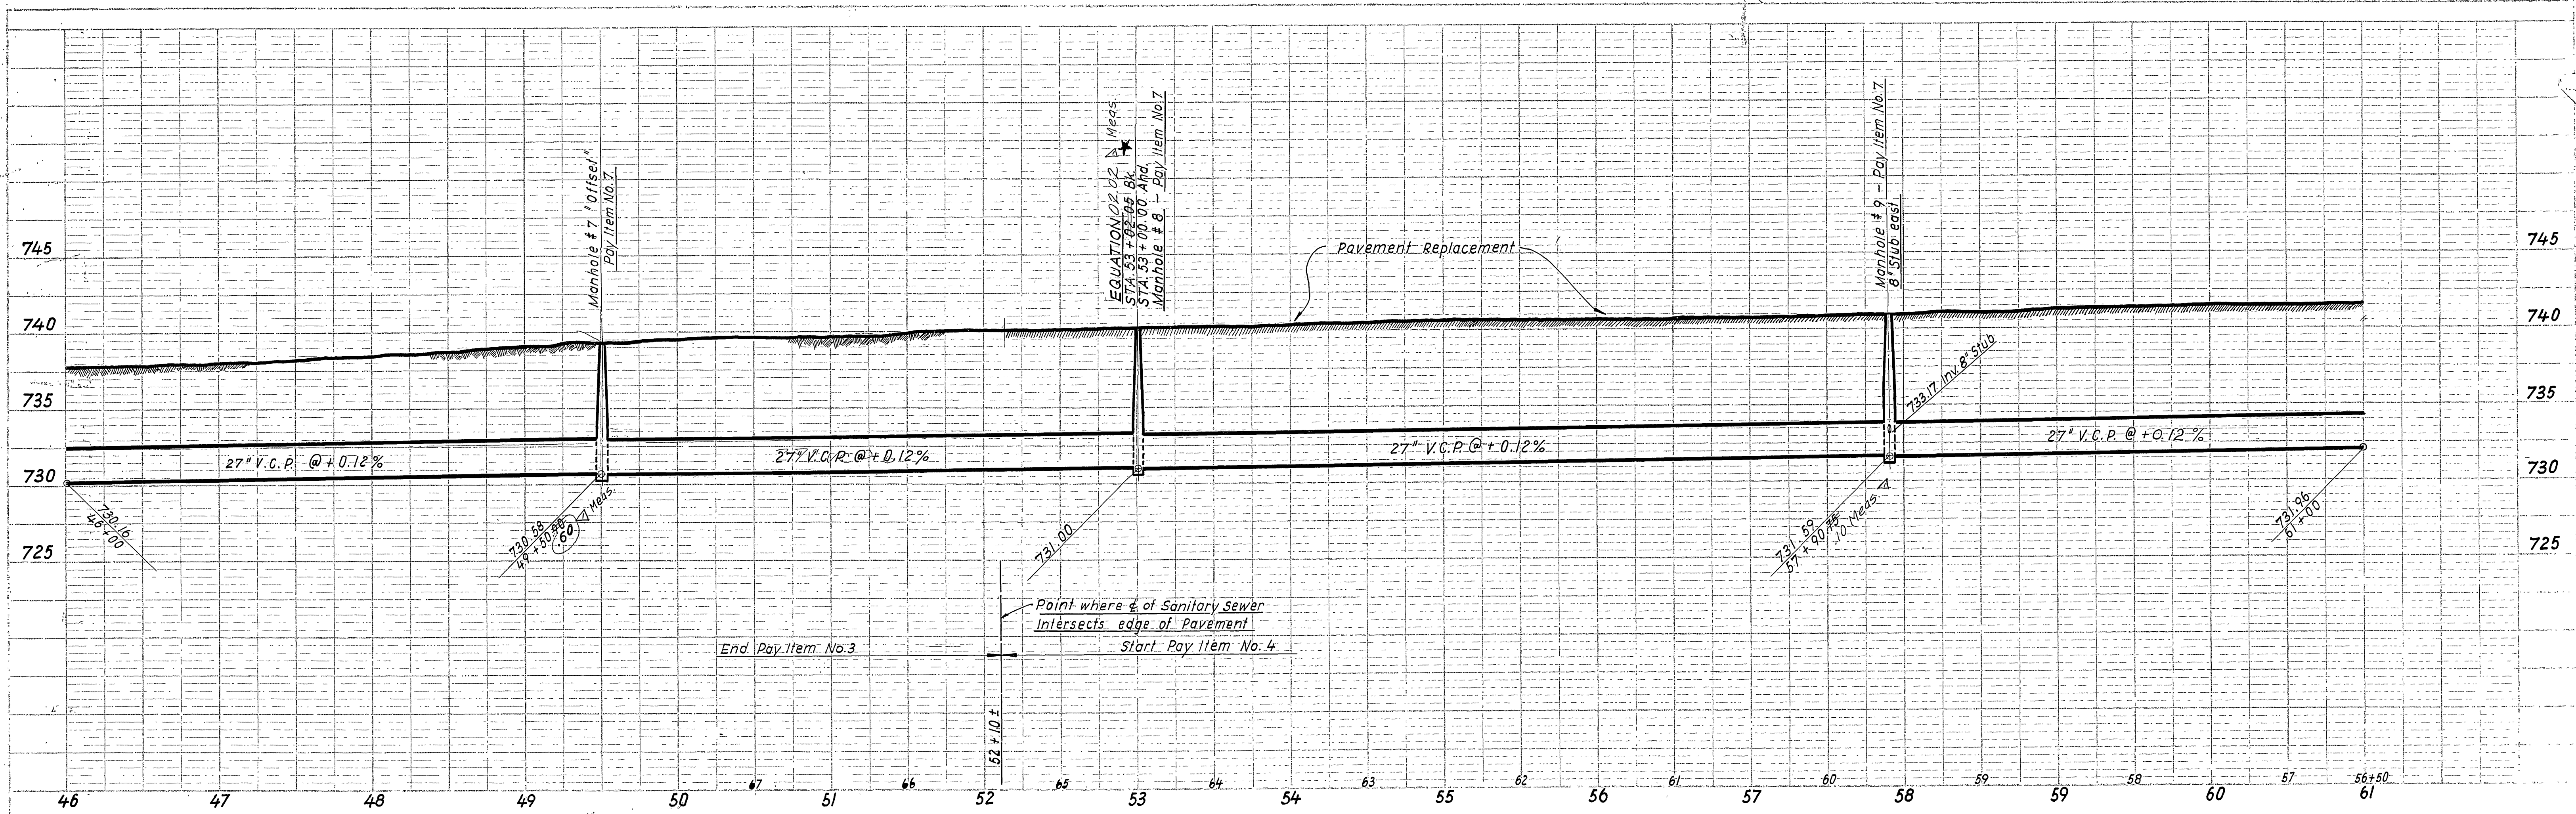 Manhole #7 "Offset"
Pay Item No.7
EQUATION 02.02 Δ Meas.
STA. 53 + 02.05 Bk. ★
STA. 53 + 00.00 Ahd.
Manhole #8 - Pay Item No.7
Manhole #9 - Pay Item No.7
8" Stub east
745
745
Pavement Replacement
740
740
733.17 Inv. 8" Stub
735
735
27" V.C.P. @ + 0.12%
27" V.C.P. @ + 0.12%
27" V.C.P. @ + 0.12%
27" V.C.P. @ + 0.12%
730
730
730.16
46+00
730.58
49+50.90
.60
Δ Meas.
731.00
731.59
57+90.75
.10 Meas. Δ
731.96
61+00
725
725
Point where ℄ of Sanitary Sewer
Intersects edge of Pavement
End Pay Item No.3
Start Pay Item No. 4
52+10±
67 66 65 64 63 62 61 60 59 58 57 56+50
46 47 48 49 50 51 52 53 54 55 56 57 58 59 60 61